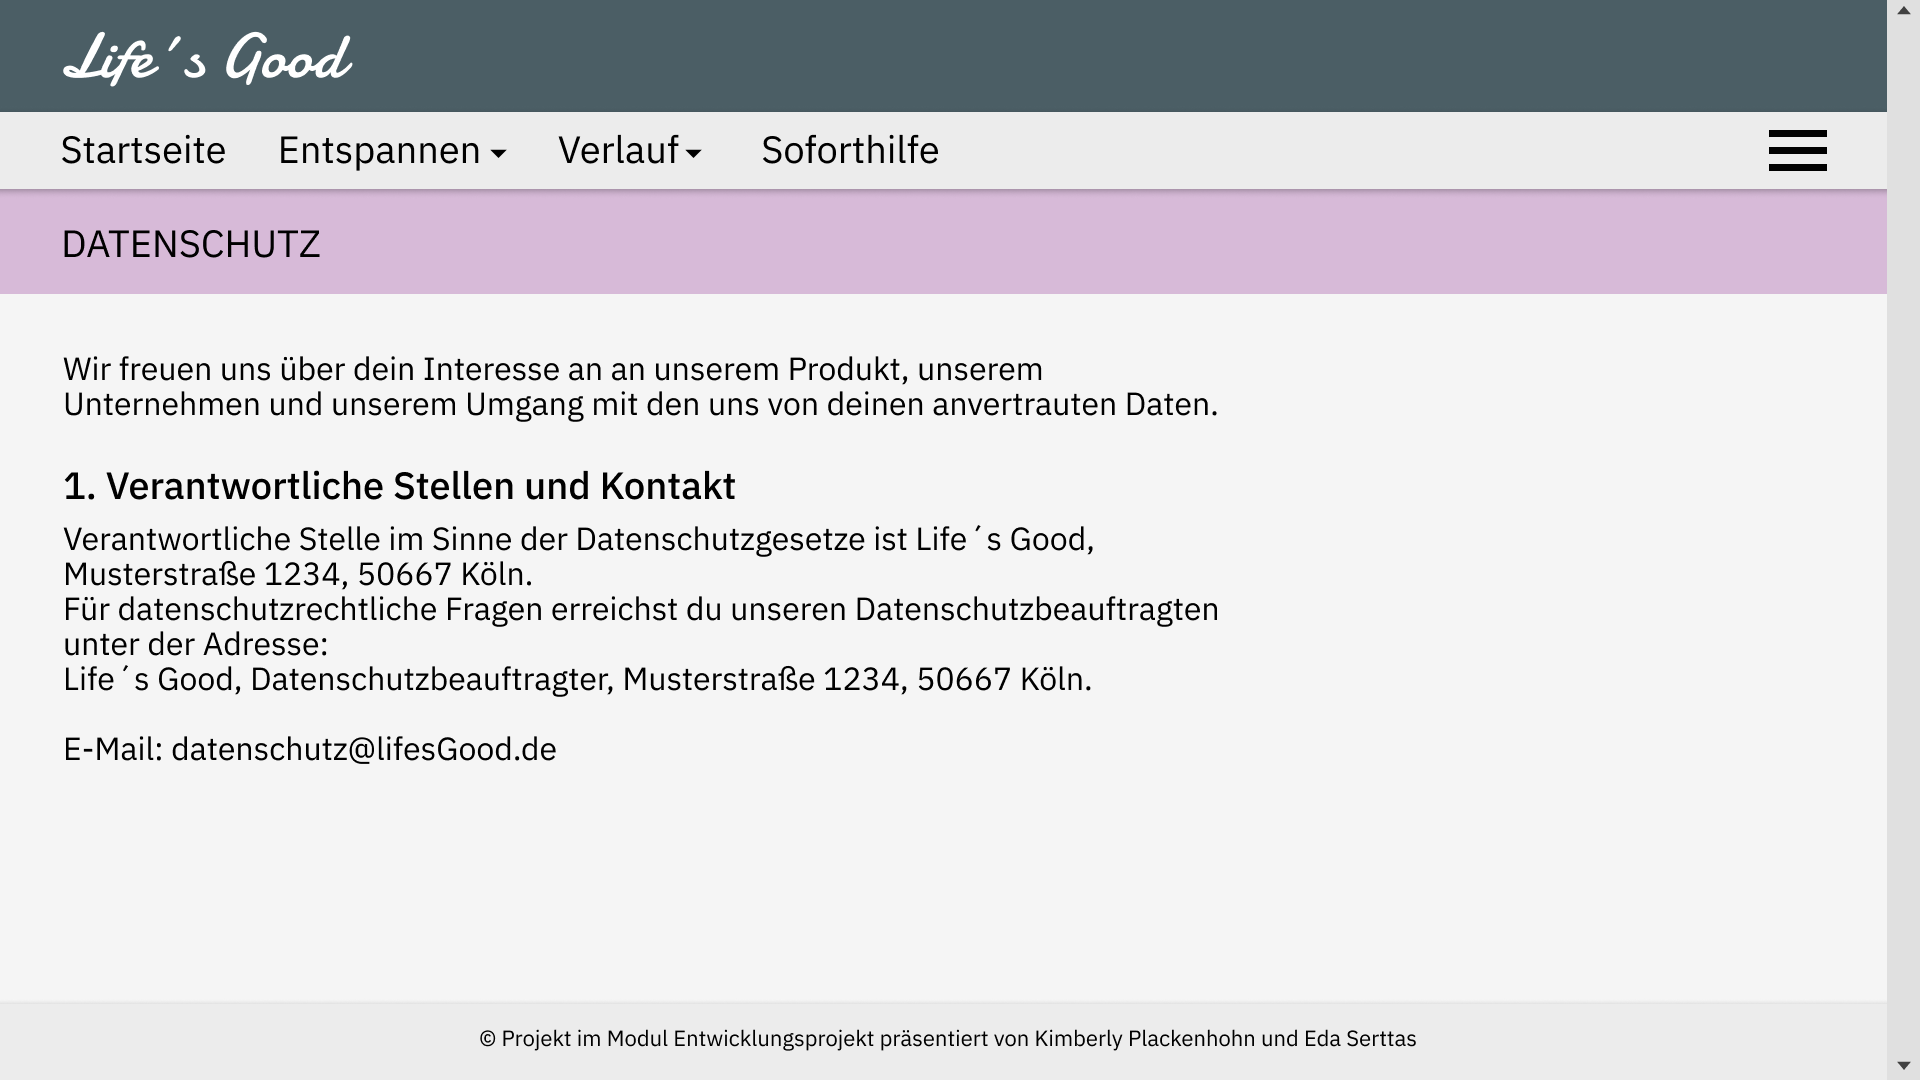 Life´s Good
Startseite Entspannen Verlauf Soforthilfe
DATENSCHUTZ
Wir freuen uns über dein Interesse an an unserem Produkt, unserem
Unternehmen und unserem Umgang mit den uns von deinen anvertrauten Daten.
1. Verantwortliche Stellen und Kontakt
Verantwortliche Stelle im Sinne der Datenschutzgesetze ist Life´s Good,
Musterstraße 1234, 50667 Köln.
Für datenschutzrechtliche Fragen erreichst du unseren Datenschutzbeauftragten
unter der Adresse:
Life´s Good, Datenschutzbeauftragter, Musterstraße 1234, 50667 Köln.
E-Mail: datenschutz@lifesGood.de
© Projekt im Modul Entwicklungsprojekt präsentiert von Kimberly Plackenhohn und Eda Serttas